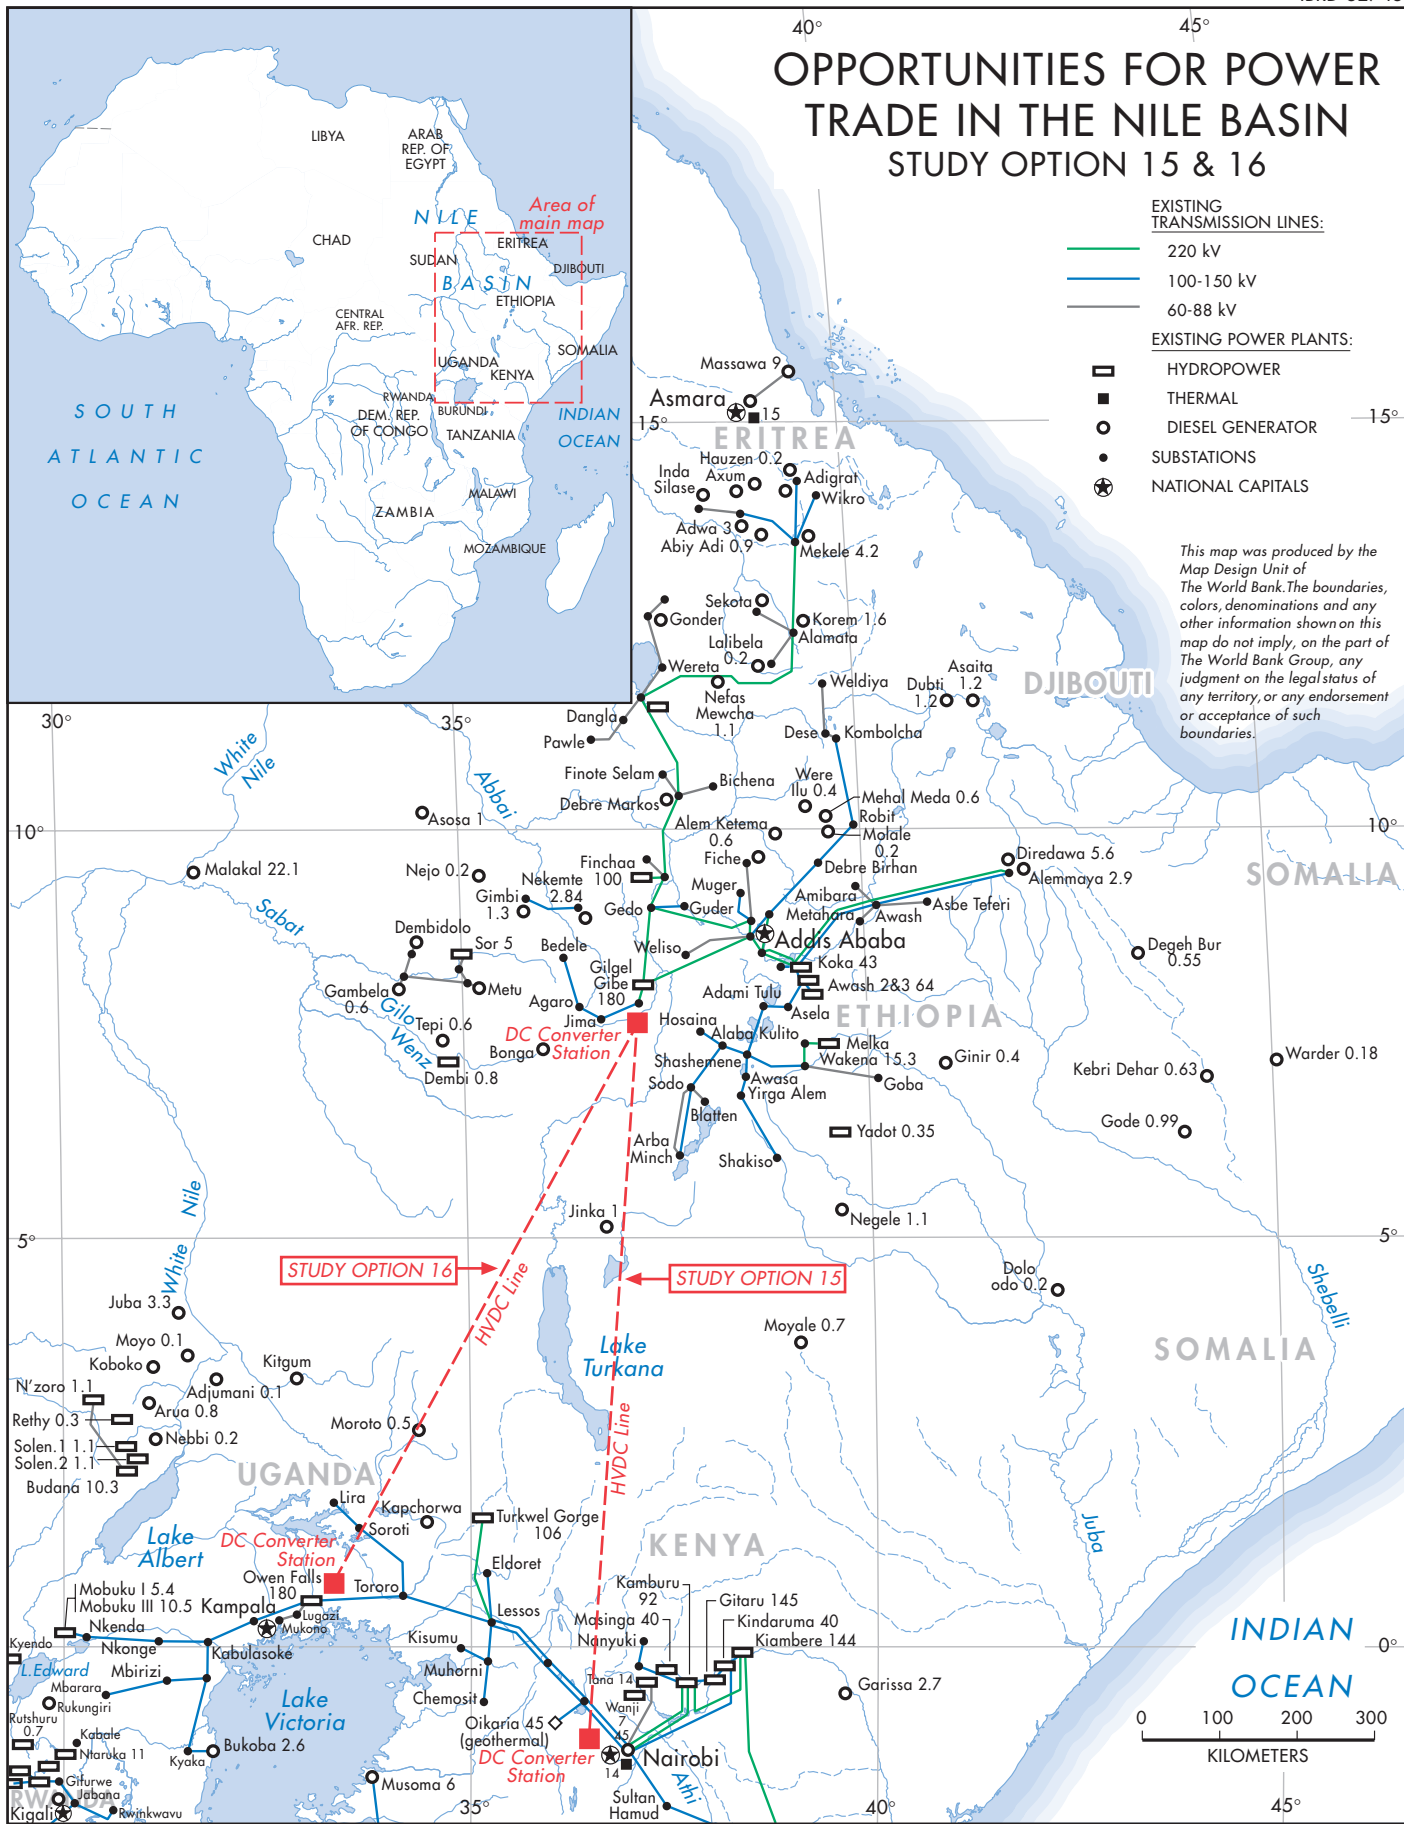 OPPORTUNITIES FOR POWER
TRADE IN THE NILE BASIN
STUDY OPTION 15 & 16
EXISTING
TRANSMISSION LINES:
220 kV
100-150 kV
60-88 kV
EXISTING POWER PLANTS:
HYDROPOWER
THERMAL
DIESEL GENERATOR
SUBSTATIONS
NATIONAL CAPITALS
This map was produced by the
Map Design Unit of
The World Bank.The boundaries,
colors, denominations and any
other information shown on this
map do not imply, on the part of
The World Bank Group, any
judgment on the legal status of
any territory, or any endorsement
or acceptance of such
boundaries.
LIBYA
ARAB
REP. OF
EGYPT
NILE
BASIN
Area of
main map
CHAD
SUDAN
ERITREA
DJIBOUTI
ETHIOPIA
CENTRAL
AFR. REP.
SOMALIA
UGANDA
KENYA
RWANDA
BURUNDI
DEM. REP.
OF CONGO
TANZANIA
INDIAN
OCEAN
MALAWI
ZAMBIA
MOZAMBIQUE
SOUTH
ATLANTIC
OCEAN
40°
45°
15°
15°
30°
35°
10°
10°
5°
5°
0°
35°
40°
45°
Massawa 9
Asmara
15
ERITREA
Hauzen 0.2
Inda
Silase
Axum
Adigrat
Wikro
Adwa 3
Abiy Adi 0.9
Mekele 4.2
Sekota
Gonder
Korem 1.6
Alamata
Lalibela
0.2
Wereta
Nefas
Mewcha
1.1
Weldiya
Dubti
1.2
Asaita
1.2
DJIBOUTI
Dangla
Pawle
Dese
Kombolcha
White
Nile
Abbai
Finote Selam
Bichena
Debre Markos
Were
Ilu 0.4
Mehal Meda 0.6
Robit
Molale
0.2
Alem Ketema
0.6
Asosa 1
Fiche
Debre Birhan
Diredawa 5.6
Alemmaya 2.9
SOMALIA
Malakal 22.1
Nejo 0.2
Finchaa
100
Nekemte
2.84
Gimbi
1.3
Muger
Guder
Gedo
Amibara
Metahara
Awash
Asbe Teferi
Sabat
Dembidolo
Sor 5
Bedele
Weliso
Addis Ababa
Koka 43
Awash 2&3 64
Degeh Bur
0.55
Gilgel
Gibe
180
Gambela
0.6
Metu
Gilo
Wenz
Agaro
Jima
Adami Tulu
Asela
ETHIOPIA
Tepi 0.6
Bonga
Dembi 0.8
DC Converter
Station
Hosaina
Alaba Kulito
Shashemene
Melka
Wakena 15.3
Ginir 0.4
Goba
Warder 0.18
Kebri Dehar 0.63
Sodo
Awasa
Yirga Alem
Blatten
Gode 0.99
Yadot 0.35
Arba
Minch
Shakiso
White
Nile
Jinka 1
Negele 1.1
STUDY OPTION 16
HVDC Line
STUDY OPTION 15
HVDC Line
Dolo
odo 0.2
Shebelli
Juba 3.3
Moyo 0.1
Koboko
Kitgum
Adjumani 0.1
N'zoro 1.1
Arua 0.8
Rethy 0.3
Nebbi 0.2
Solen.1 1.1
Solen.2 1.1
Budana 10.3
Moroto 0.5
Lake
Turkana
Moyale 0.7
SOMALIA
UGANDA
Lira
Soroti
Kapchorwa
Turkwel Gorge
106
KENYA
Juba
Lake
Albert
DC Converter
Station
Owen Falls
180
Eldoret
Tororo
Mobuku I 5.4
Mobuku III 10.5
Kampala
Lugazi
Mukono
Lessos
Kamburu
92
Gitaru 145
Kindaruma 40
Kiambere 144
Masinga 40
Nanyuki
Kyendo
Nkenda
Nkonge
Kabulasoke
Kisumu
Muhorni
Chemosit
Tana 14
Wanji
7
45
Garissa 2.7
L.Edward
Mbirizi
Mbarara
Rukungiri
Rutshuru
0.7
Kabale
Ntaruka 11
Kyaka
Bukoba 2.6
Lake
Victoria
Oikaria 45
(geothermal)
DC Converter
Station
Nairobi
14
Athi
Gifurwe
Jabana
RWANDA
Kigali
Rwinkwavu
Musoma 6
Sultan
Hamud
INDIAN
OCEAN
0 100 200 300
KILOMETERS